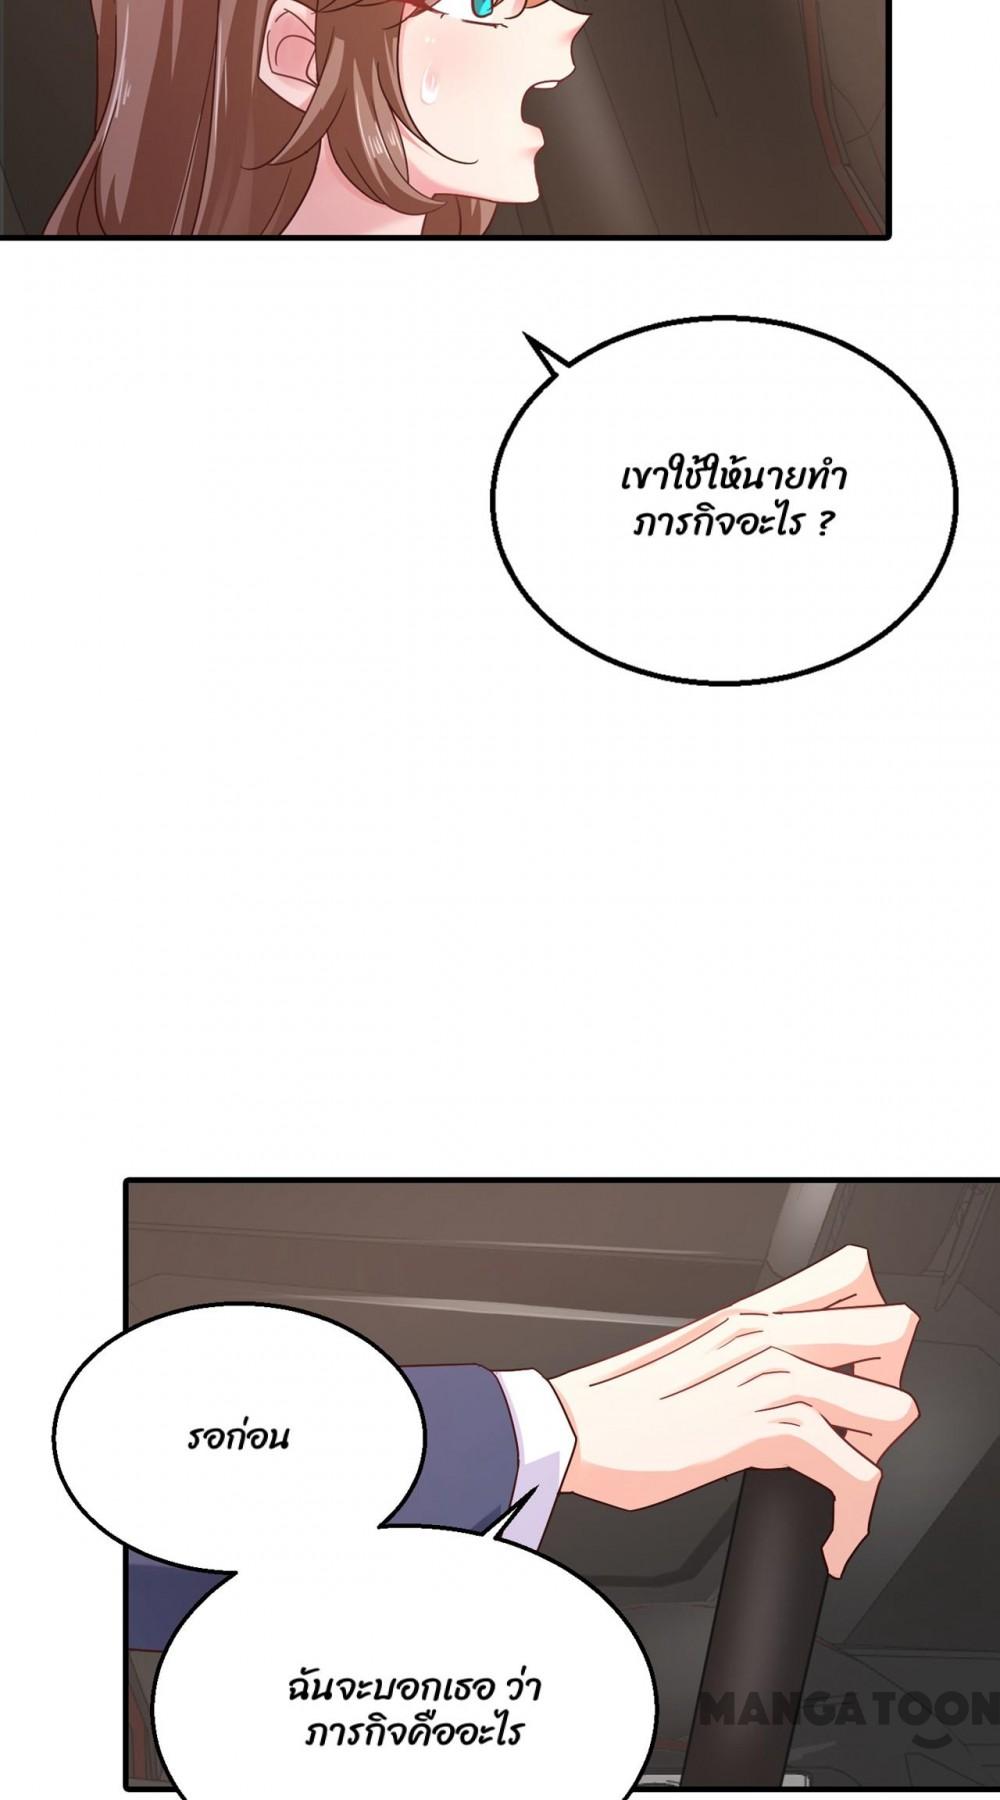 เขาใช้ให้นายทำ
ภารกิจอะไร ?
รอก่อน
ฉันจะบอกเธอ ว่า
ภารกิจคืออะไร
MANGATOON